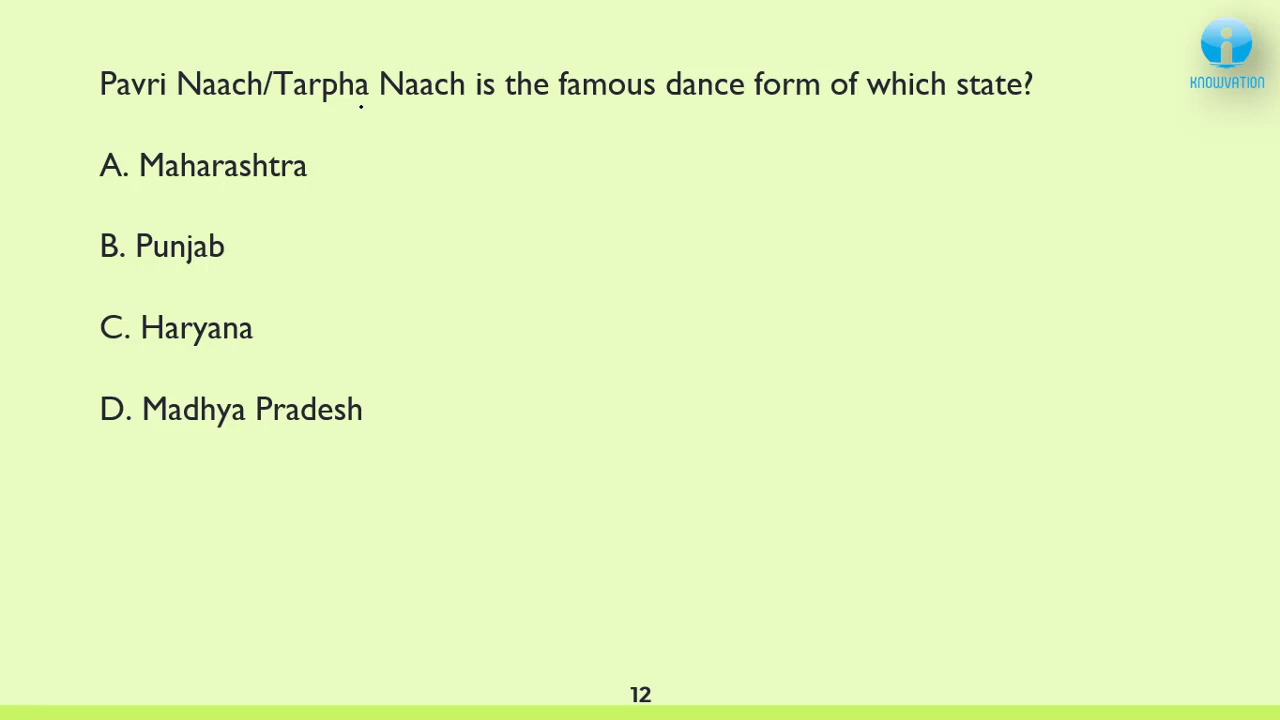 KNOWVATION
Pavri Naach/Tarpha Naach is the famous dance form of which state?
A. Maharashtra
B. Punjab
C. Haryana
D. Madhya Pradesh
12